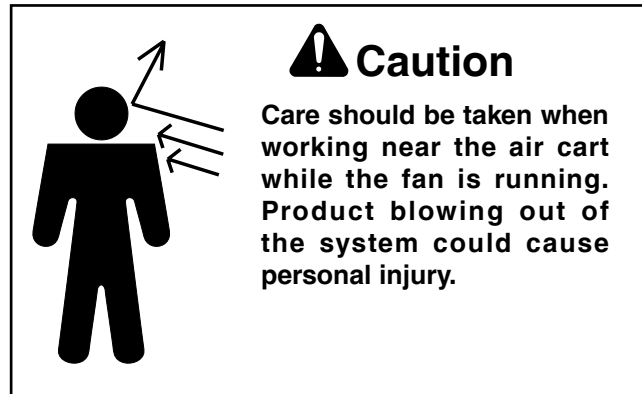 Caution
Care should be taken when
working near the air cart
while the fan is running.
Product blowing out of
the system could cause
personal injury.